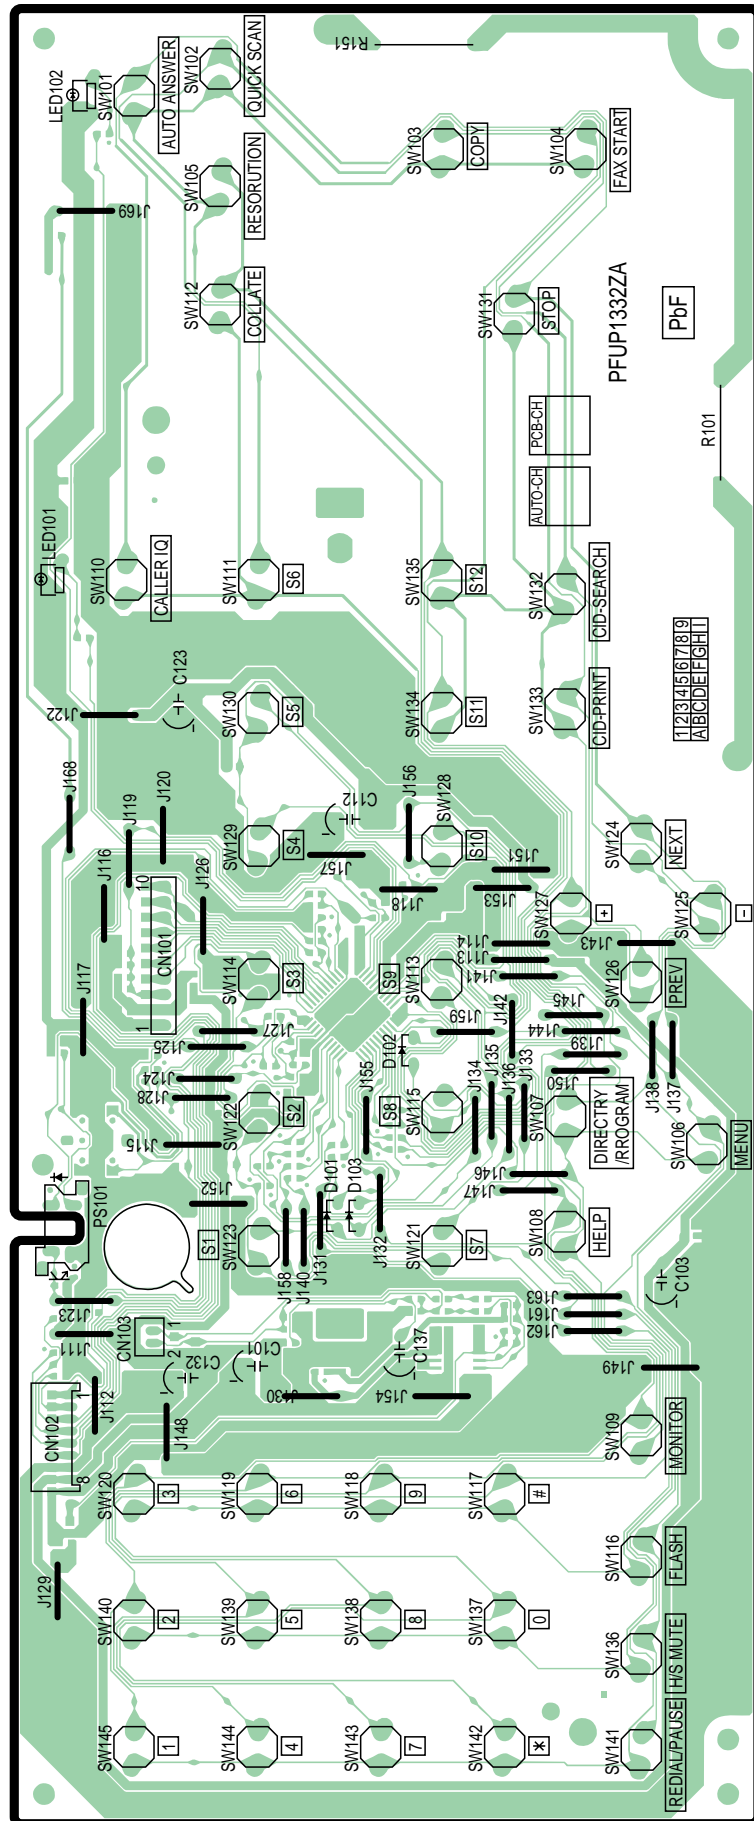 LED102
SW101
AUTO ANSWER
SW102
QUICK SCAN
R151
SW103
COPY
SW104
FAX START
SW105
RESORUTION
J169
SW112
COLLATE
SW131
STOP
PFUP1332ZA
PbF
PCB-CH
AUTO-CH
R101
LED101
SW110
CALLER IQ
SW111
S6
SW135
S12
SW132
CID-SEARCH
J122
C123
SW130
S5
SW134
S11
SW133
CID-PRINT
1 2 3 4 5 6 7 8 9
A B C D E F G H I
J168
J119
J120
J116
SW129
S4
C112
J156
SW128
S10
J157
J118
J151
J153
SW124
NEXT
J117
10
CN101
1
J126
SW127
+
SW125
-
J114
J113
J141
J143
SW126
PREV
SW114
S3
S9
SW113
J127
J125
D102
J159
J142
J145
J144
J139
J150
J138
J137
J124
J128
SW122
S2
J155
S8
SW115
J134
J135
J136
J133
SW107
DIRECTRY
/RROGRAM
SW106
MENU
J115
PS101
J152
S1
SW123
D101
D103
J158
J140
J131
J132
SW121
S7
J146
J147
SW108
HELP
J123
J111
CN103
1
2
C132
C101
C137
J163
J161
J162
C103
J149
CN102
1
8
J112
J148
J130
J154
SW109
MONITOR
SW120
3
SW119
6
SW118
9
SW117
#
SW116
FLASH
J129
SW140
2
SW139
5
SW138
8
SW137
0
SW136
H/S MUTE
SW145
1
SW144
4
SW143
7
SW142
*
SW141
REDIAL/PAUSE